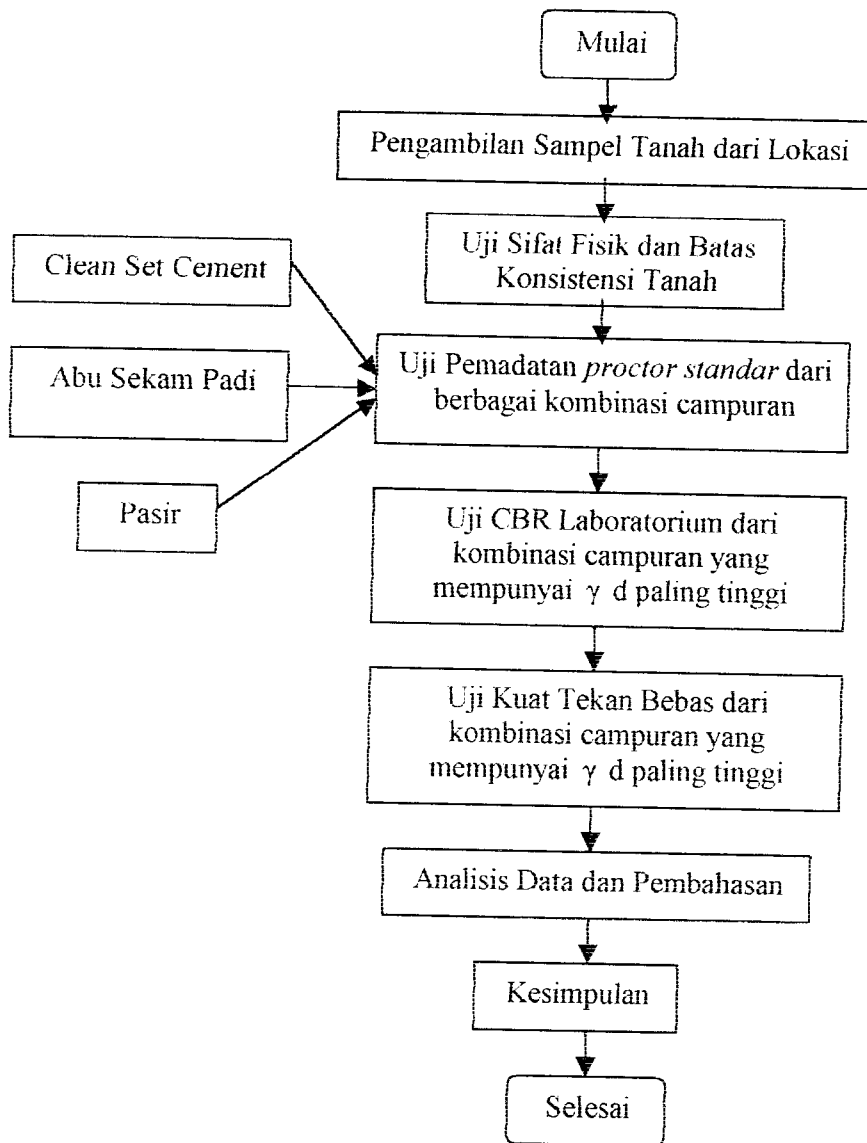 Mulai
Pengambilan Sampel Tanah dari Lokasi
Uji Sifat Fisik dan Batas
Konsistensi Tanah
Clean Set Cement
Abu Sekam Padi
Pasir
Uji Pemadatan proctor standar dari
berbagai kombinasi campuran
Uji CBR Laboratorium dari
kombinasi campuran yang
mempunyai γ d paling tinggi
Uji Kuat Tekan Bebas dari
kombinasi campuran yang
mempunyai γ d paling tinggi
Analisis Data dan Pembahasan
Kesimpulan
Selesai